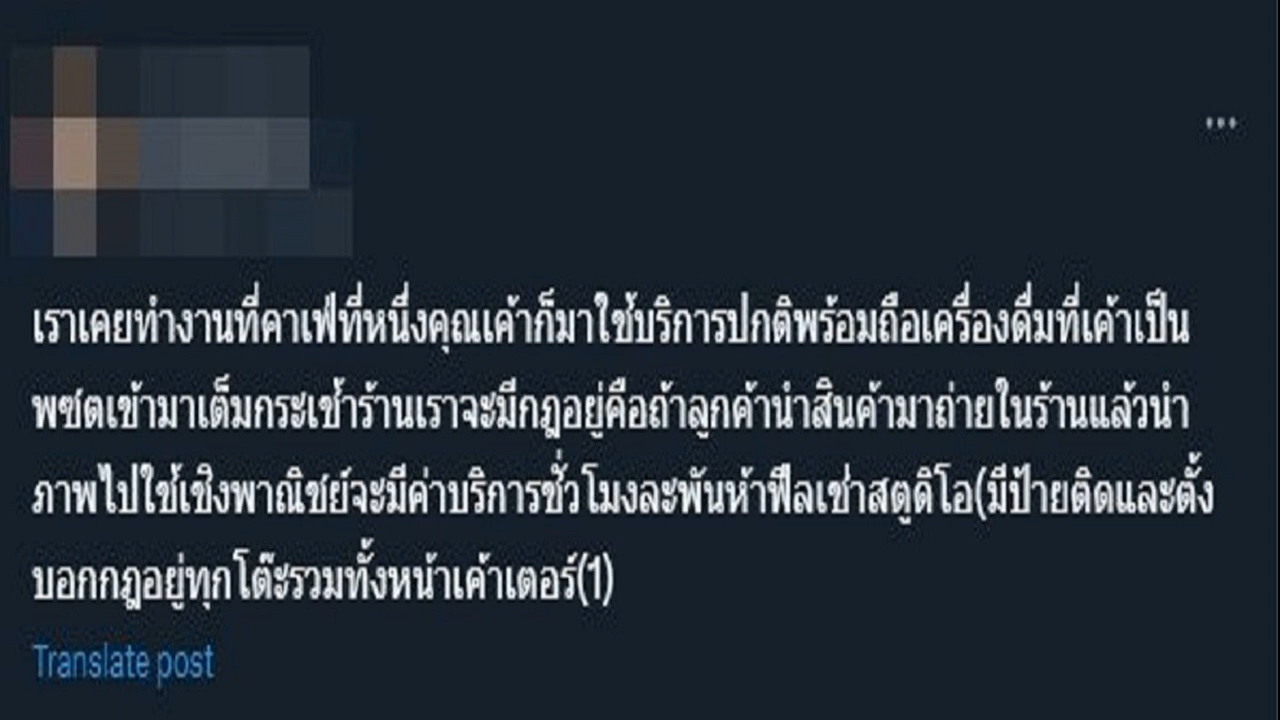 เราเคยทำงานที่คาเฟ่ที่หนึ่งคุณเค้าก็มาใช้บริการปกติพร้อมถือเครื่องดื่มที่เค้าเป็น
พซตเข้ามาเต็มกระเช้าร้านเราจะมีกฎอยู่คือถ้าลูกค้านำสินค้ามาถ่ายในร้านแล้วนำ
ภาพไปใช้เชิงพาณิชย์จะมีค่าบริการชั่วโมงละพันห้าฟีลเช่าสตูดิโอ(มีป้ายติดและตั้ง
บอกกฎอยู่ทุกโต๊ะรวมทั้งหน้าเค้าเตอร์(1)
Translate post